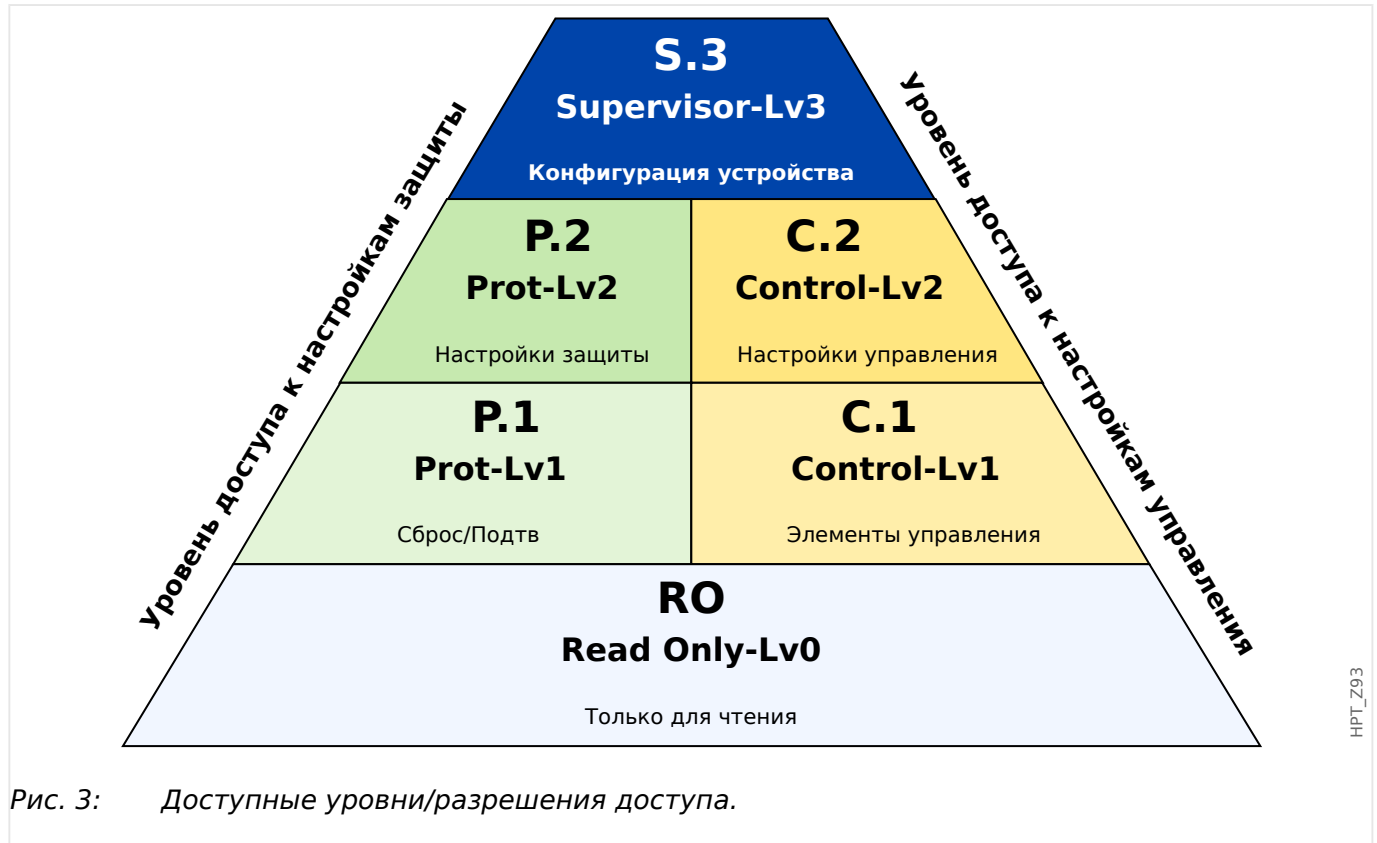 S.3
Supervisor-Lv3
Конфигурация устройства
Уровень доступа к настройкам защиты
Уровень доступа к настройкам управления
P.2
Prot-Lv2
Настройки защиты
C.2
Control-Lv2
Настройки управления
P.1
Prot-Lv1
Сброс/Подтв
C.1
Control-Lv1
Элементы управления
RO
Read Only-Lv0
Только для чтения
HPT_Z93
Рис. 3: Доступные уровни/разрешения доступа.